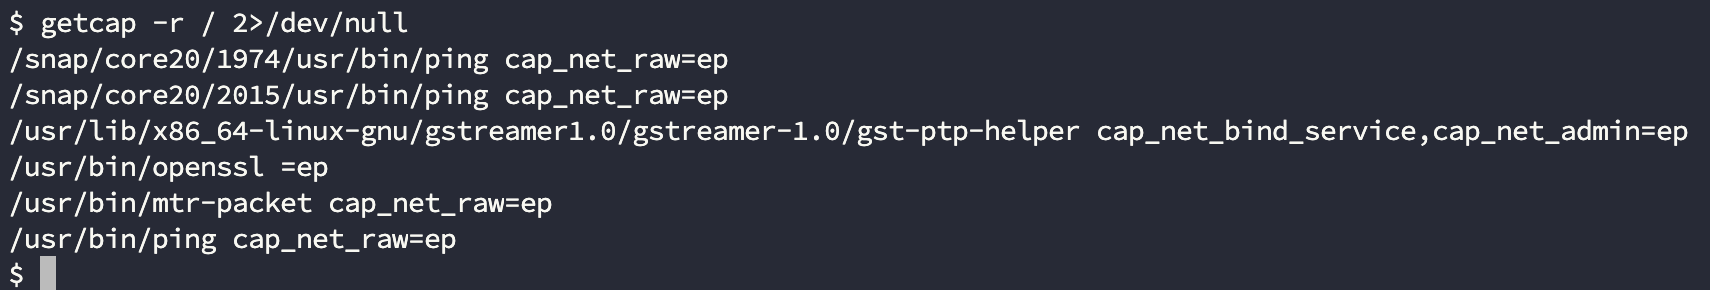 $ getcap -r / 2>/dev/null
/snap/core20/1974/usr/bin/ping cap_net_raw=ep
/snap/core20/2015/usr/bin/ping cap_net_raw=ep
/usr/lib/x86_64-linux-gnu/gstreamer1.0/gstreamer-1.0/gst-ptp-helper cap_net_bind_service,cap_net_admin=ep
/usr/bin/openssl =ep
/usr/bin/mtr-packet cap_net_raw=ep
/usr/bin/ping cap_net_raw=ep
$